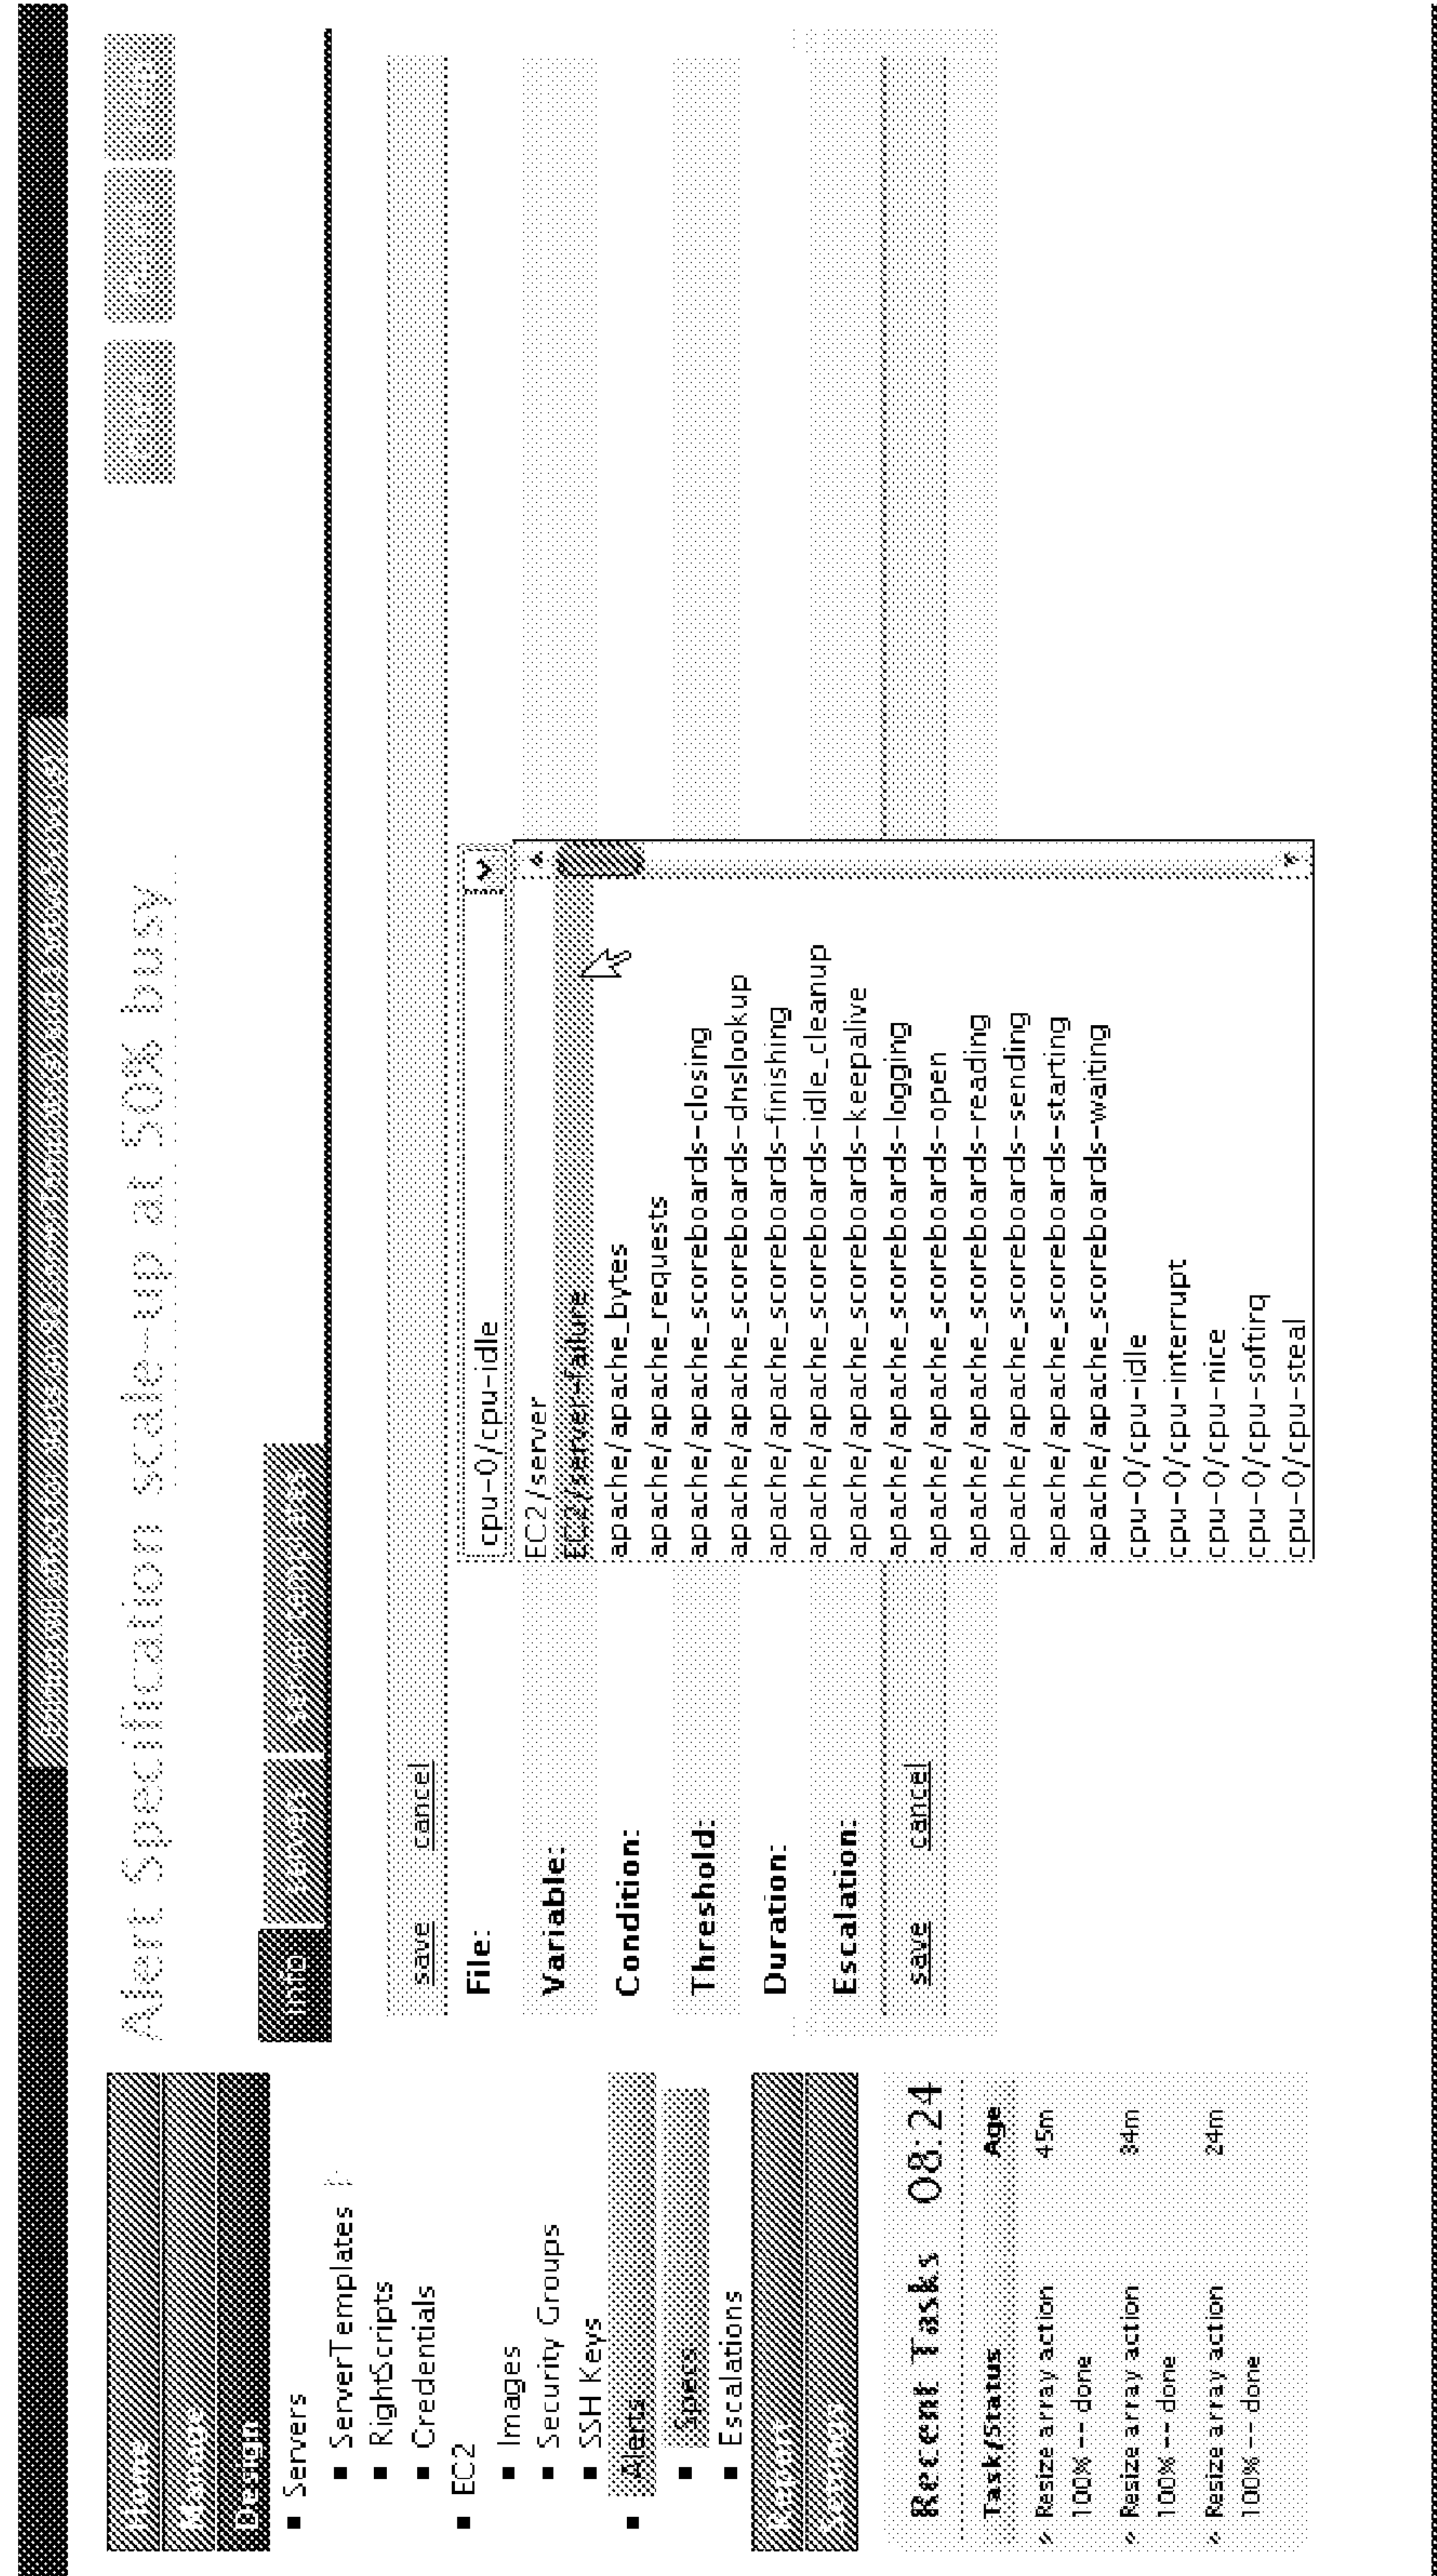 Alert Specification scale-up at 50% busy
Home
Manage
Design
Servers
ServerTemplates
RightScripts
Credentials
EC2
Images
Security Groups
SSH Keys
Alerts
Specs
Escalations
Recent Tasks 08:24
Task/Status Age
Resize array action 45m
100% -- done
Resize array action 34m
100% -- done
Resize array action 24m
100% -- done
Info
save cancel
File: cpu-0/cpu-idle
Variable:
Condition:
Threshold:
Duration:
Escalation:
save cancel
EC2/server
EC2/server-failure
apache/apache_bytes
apache/apache_requests
apache/apache_scoreboards-closing
apache/apache_scoreboards-dnslookup
apache/apache_scoreboards-finishing
apache/apache_scoreboards-idle_cleanup
apache/apache_scoreboards-keepalive
apache/apache_scoreboards-logging
apache/apache_scoreboards-open
apache/apache_scoreboards-reading
apache/apache_scoreboards-sending
apache/apache_scoreboards-starting
apache/apache_scoreboards-waiting
cpu-0/cpu-idle
cpu-0/cpu-interrupt
cpu-0/cpu-nice
cpu-0/cpu-softirq
cpu-0/cpu-steal